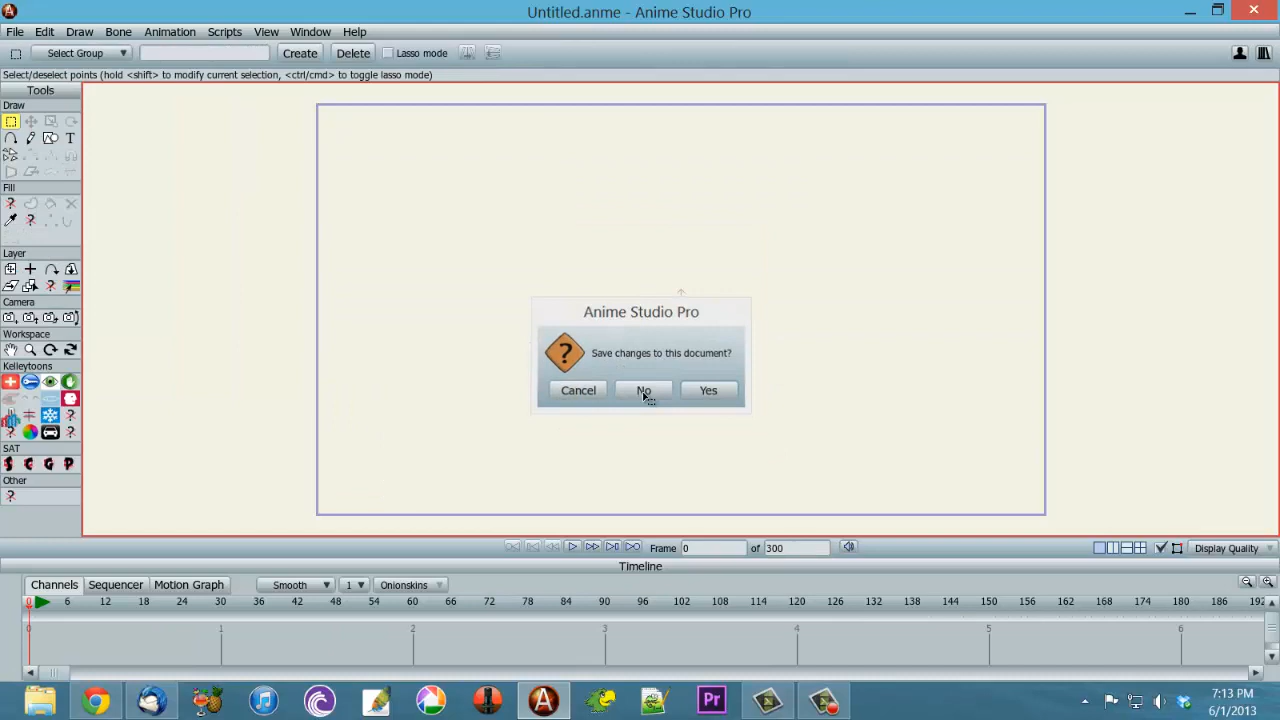 Untitled.anme - Anime Studio Pro
File Edit Draw Bone Animation Scripts View Window Help
Select Group Create Delete Lasso mode
Select/deselect points (hold <shift> to modify current selection, <ctrl/cmd> to toggle lasso mode)
Tools
Draw
T
Fill
Layer
Camera
Workspace
Kelleytoons
SAT
Other
Anime Studio Pro
Save changes to this document?
Cancel No Yes
Frame 0 of 300 Display Quality
Timeline
Channels Sequencer Motion Graph Smooth 1 Onionskins
0 6 12 18 24 30 36 42 48 54 60 66 72 78 84 90 96 102 108 114 120 126 132 138 144 150 156 162 168 174 180 186 192
0 1 2 3 4 5 6
7:13 PM
6/1/2013